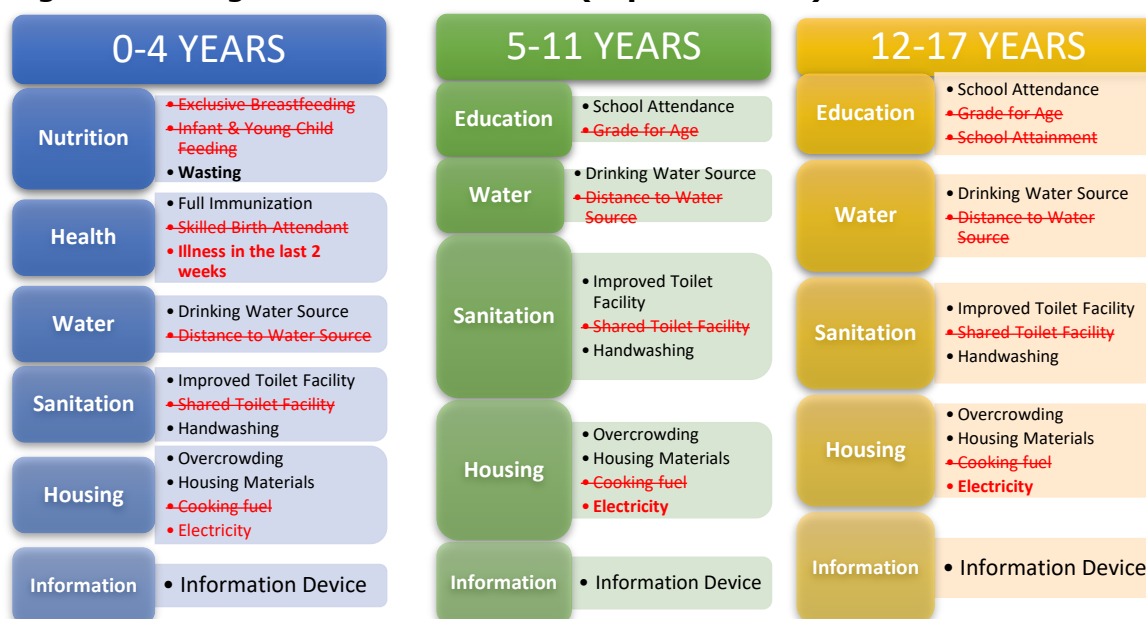 0-4 YEARS
Nutrition
• Exclusive Breastfeeding
• Infant & Young Child
Feeding
• Wasting
Health
• Full Immunization
• Skilled Birth Attendant
• Illness in the last 2
weeks
Water
• Drinking Water Source
• Distance to Water Source
Sanitation
• Improved Toilet Facility
• Shared Toilet Facility
• Handwashing
Housing
• Overcrowding
• Housing Materials
• Cooking fuel
• Electricity
Information
• Information Device
5-11 YEARS
Education
• School Attendance
• Grade for Age
Water
• Drinking Water Source
• Distance to Water
Source
Sanitation
• Improved Toilet
Facility
• Shared Toilet Facility
• Handwashing
Housing
• Overcrowding
• Housing Materials
• Cooking fuel
• Electricity
Information
• Information Device
12-17 YEARS
Education
• School Attendance
• Grade for Age
• School Attainment
Water
• Drinking Water Source
• Distance to Water
Source
Sanitation
• Improved Toilet Facility
• Shared Toilet Facility
• Handwashing
Housing
• Overcrowding
• Housing Materials
• Cooking fuel
• Electricity
Information
• Information Device